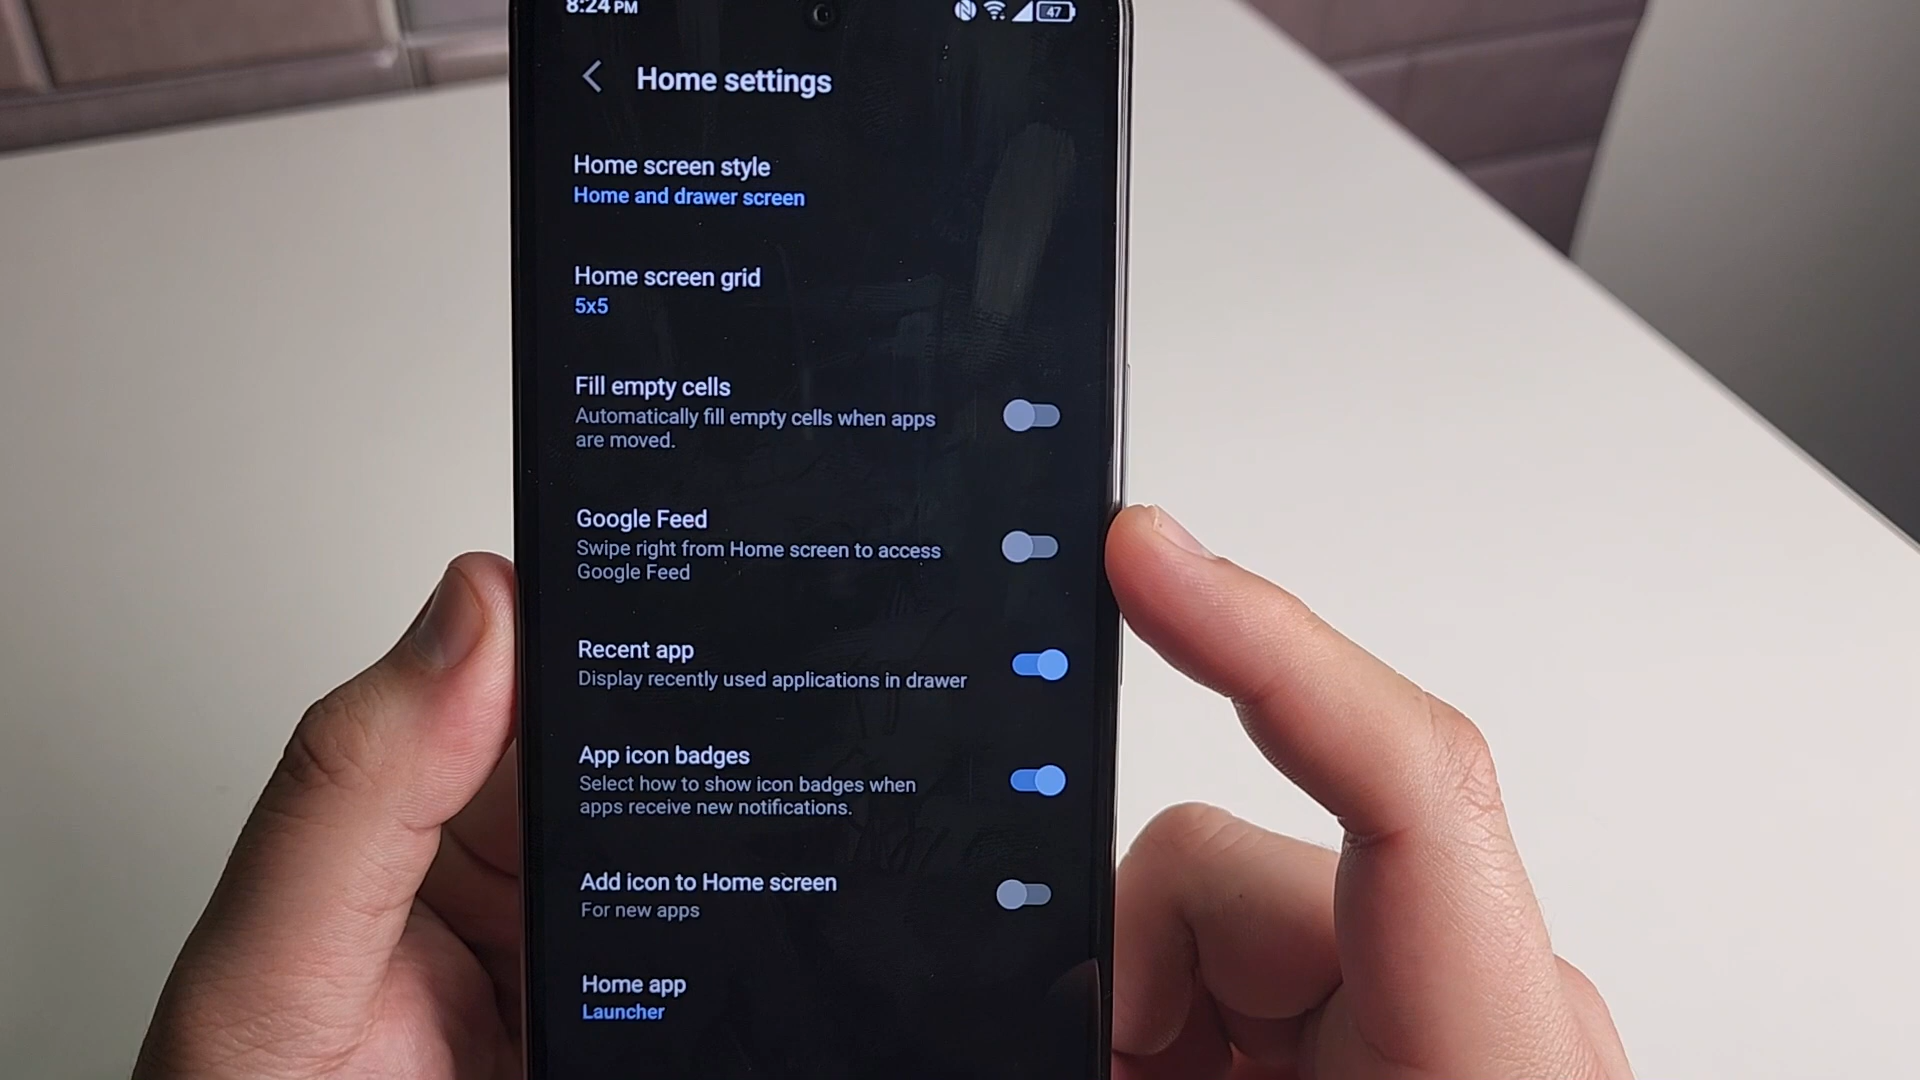 8:24 PM
47
Home settings
Home screen style
Home and drawer screen
Home screen grid
5x5
Fill empty cells
Automatically fill empty cells when apps
are moved.
Google Feed
Swipe right from Home screen to access
Google Feed
Recent app
Display recently used applications in drawer
App icon badges
Select how to show icon badges when
apps receive new notifications.
Add icon to Home screen
For new apps
Home app
Launcher